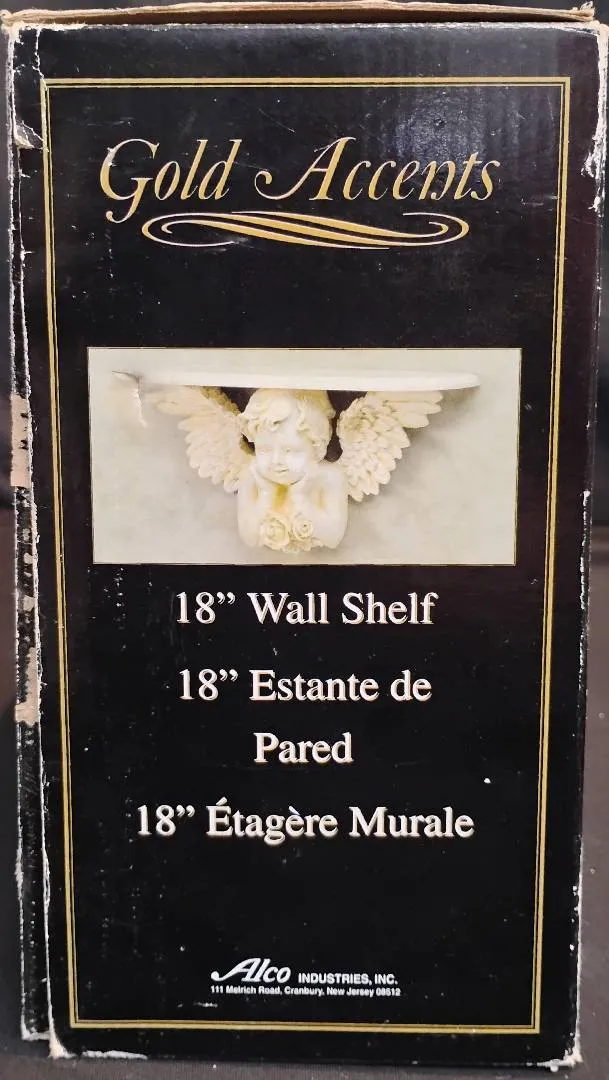 Gold Accents
18” Wall Shelf
18” Estante de
Pared
18” Étagère Murale
Alco INDUSTRIES, INC.
111 Melrich Road, Cranbury, New Jersey 08512